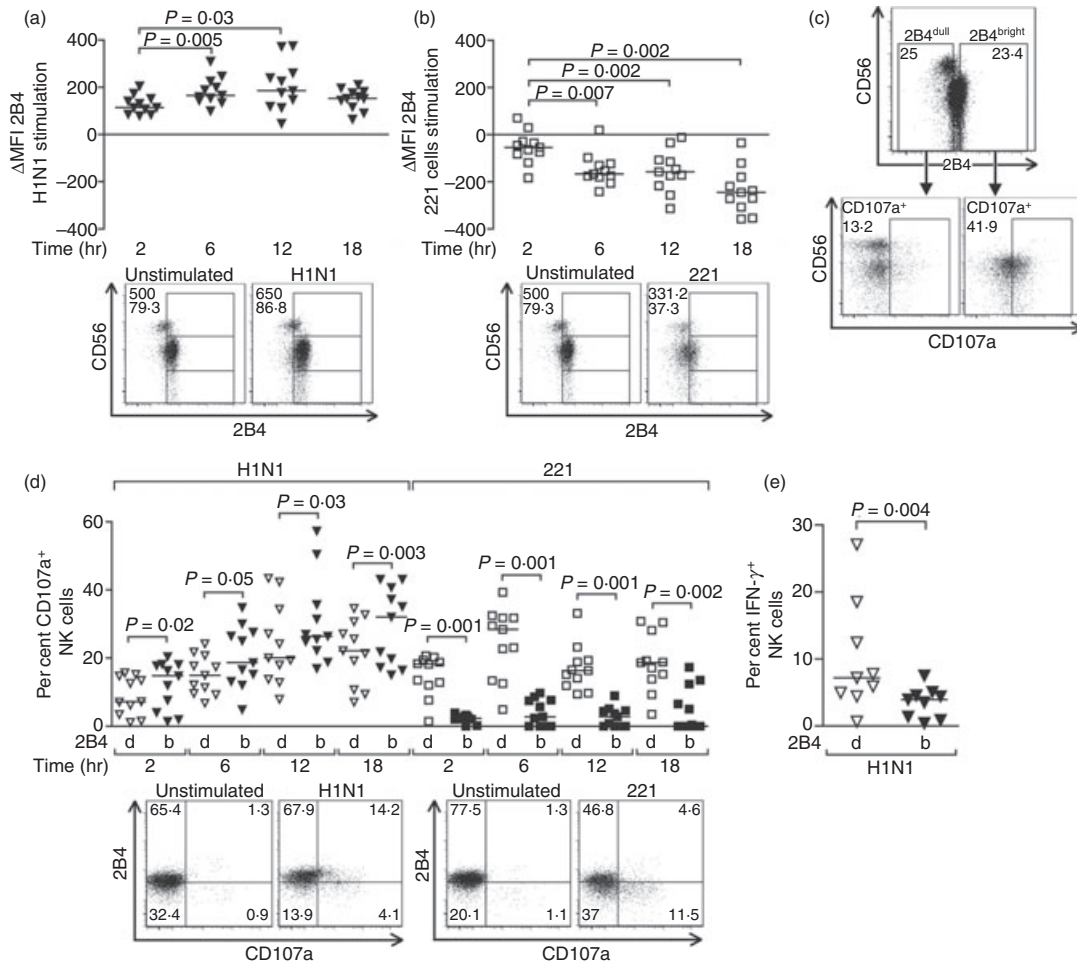 (a)
P = 0·03
P = 0·005
400
200
0
−200
−400
ΔMFI 2B4
H1N1 stimulation
Time (hr) 2 6 12 18
Unstimulated H1N1
500
79·3
650
86·8
CD56
2B4
(b)
P = 0·002
P = 0·002
P = 0·007
400
200
0
−200
−400
ΔMFI 2B4
221 cells stimulation
2 6 12 18
Unstimulated 221
500
79·3
331·2
37·3
CD56
2B4
(c)
2B4dull 2B4bright
25 23·4
CD56
2B4
CD107a+
13·2
CD107a+
41·9
CD56
CD107a
(d)
H1N1 221
60
40
20
0
Per cent CD107a+
NK cells
P = 0·02
P = 0·05
P = 0·03
P = 0·003
P = 0·001
P = 0·001
P = 0·001
P = 0·002
2B4 d b d b d b d b d b d b d b d b
Time (hr) 2 6 12 18 2 6 12 18
Unstimulated H1N1
65·4 1·3
32·4 0·9
67·9 14·2
13·9 4·1
2B4
CD107a
Unstimulated 221
77·5 1·3
20·1 1·1
46·8 4·6
37 11·5
2B4
CD107a
(e)
P = 0·004
30
20
10
0
Per cent IFN-γ+
NK cells
2B4 d b
H1N1